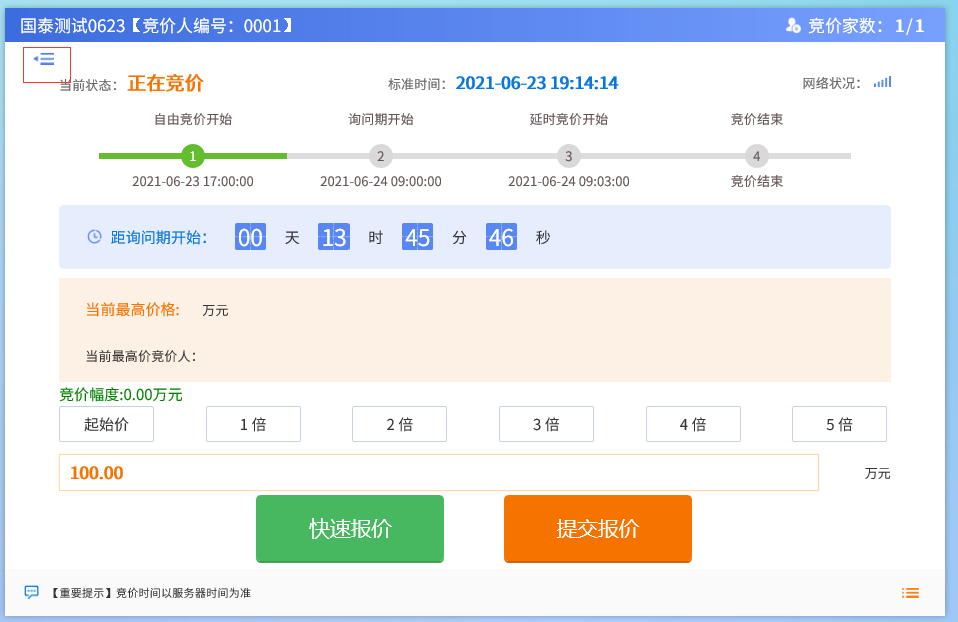 国泰测试0623【竞价人编号：0001】 竞价家数：1/1
当前状态：正在竞价 标准时间：2021-06-23 19:14:14 网络状况：
自由竞价开始 询问期开始 延时竞价开始 竞价结束
1 2 3 4
2021-06-23 17:00:00 2021-06-24 09:00:00 2021-06-24 09:03:00 竞价结束
距询问期开始： 00 天 13 时 45 分 46 秒
当前最高价格: 万元
当前最高价竞价人：
竞价幅度:0.00万元
起始价 1 倍 2 倍 3 倍 4 倍 5 倍
100.00 万元
快速报价 提交报价
【重要提示】竞价时间以服务器时间为准